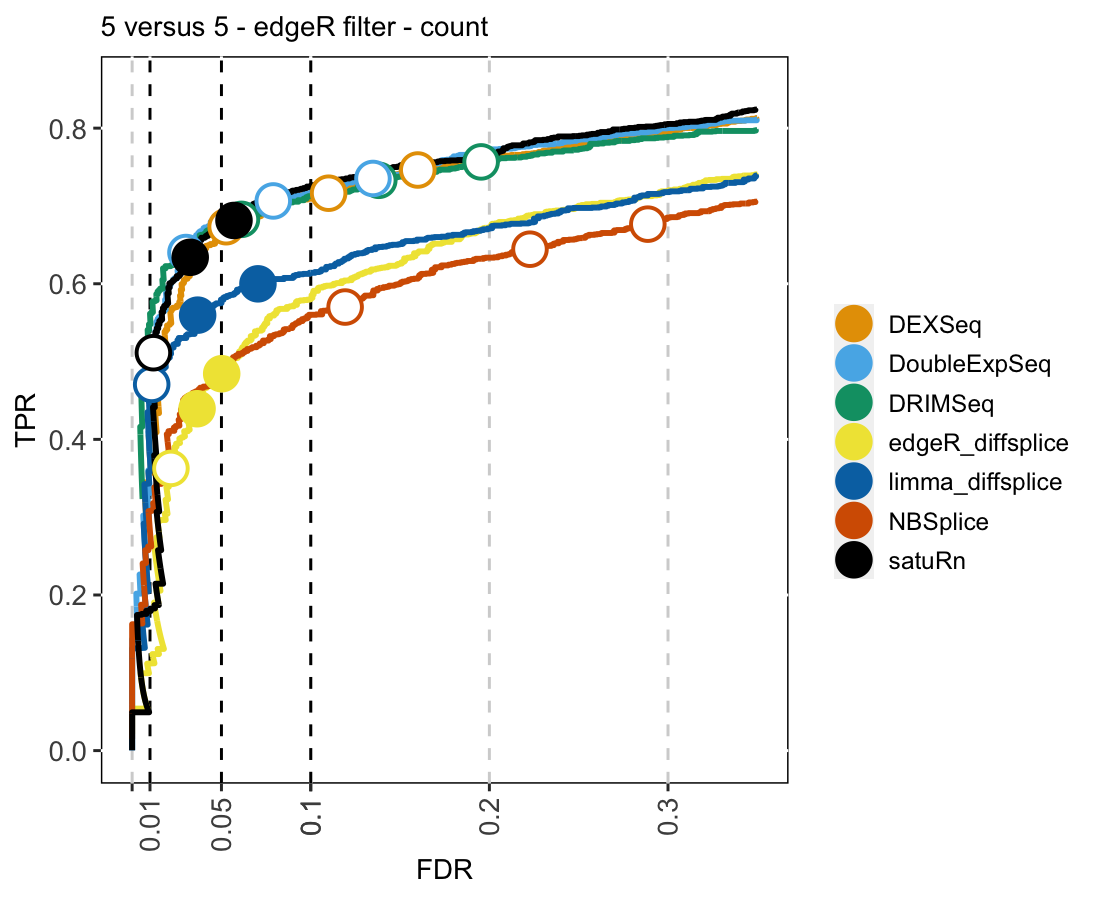 5 versus 5 - edgeR filter - count
TPR
0.8
0.6
0.4
0.2
0.0
0.01
0.05
0.1
0.2
0.3
FDR
DEXSeq
DoubleExpSeq
DRIMSeq
edgeR_diffsplice
limma_diffsplice
NBSplice
satuRn